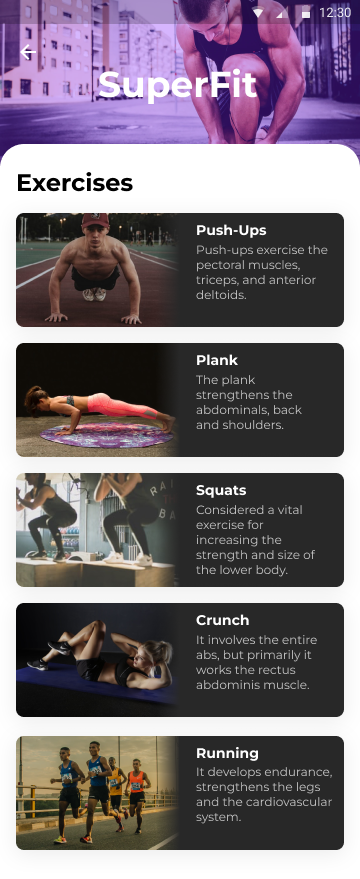 12:30
SuperFit
Exercises
Push-Ups
Push-ups exercise the
pectoral muscles,
triceps, and anterior
deltoids.
Plank
The plank
strengthens the
abdominals, back
and shoulders.
Squats
Considered a vital
exercise for
increasing the
strength and size of
the lower body.
Crunch
It involves the entire
abs, but primarily it
works the rectus
abdominis muscle.
Running
It develops endurance,
strengthens the legs
and the cardiovascular
system.